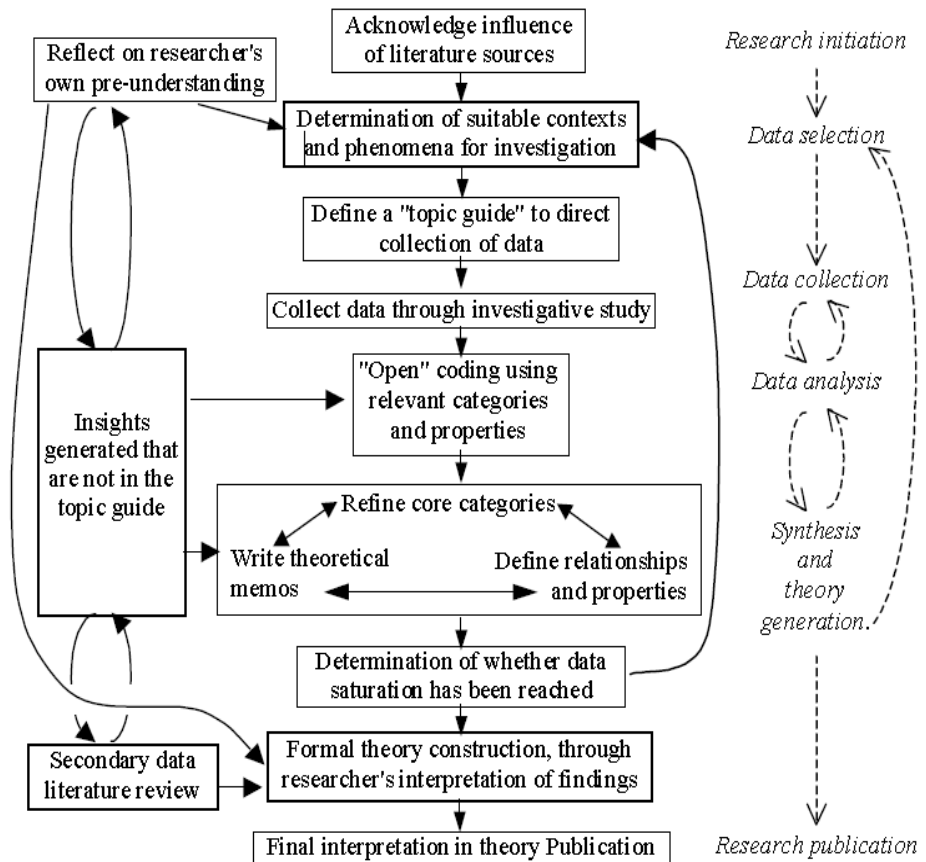 Acknowledge influence
of literature sources
Reflect on researcher's
own pre-understanding
Determination of suitable contexts
and phenomena for investigation
Define a "topic guide" to direct
collection of data
Collect data through investigative study
"Open" coding using
relevant categories
and properties
Insights
generated that
are not in the
topic guide
Refine core categories
Write theoretical
memos
Define relationships
and properties
Determination of whether data
saturation has been reached
Secondary data
literature review
Formal theory construction, through
researcher's interpretation of findings
Final interpretation in theory Publication
Research initiation
Data selection
Data collection
Data analysis
Synthesis
and
theory
generation.
Research publication